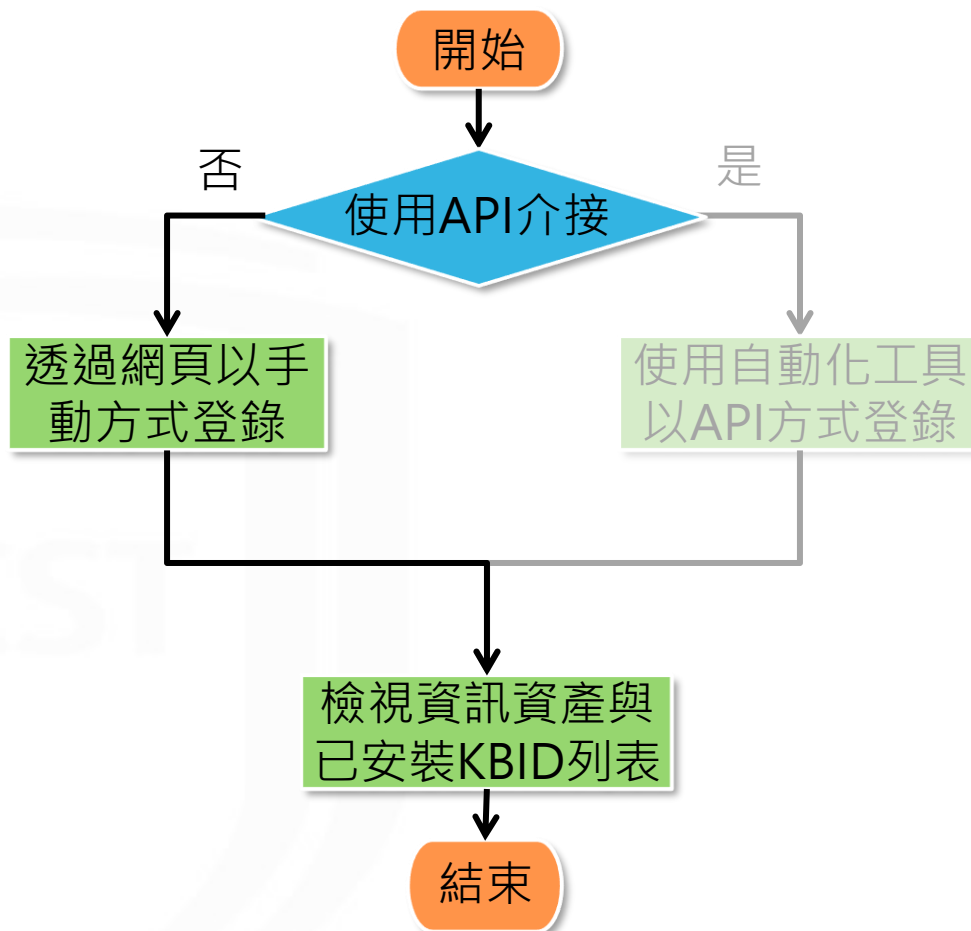 開始
否
是
使用API介接
透過網頁以手
動方式登錄
使用自動化工具
以API方式登錄
檢視資訊資產與
已安裝KBID列表
結束